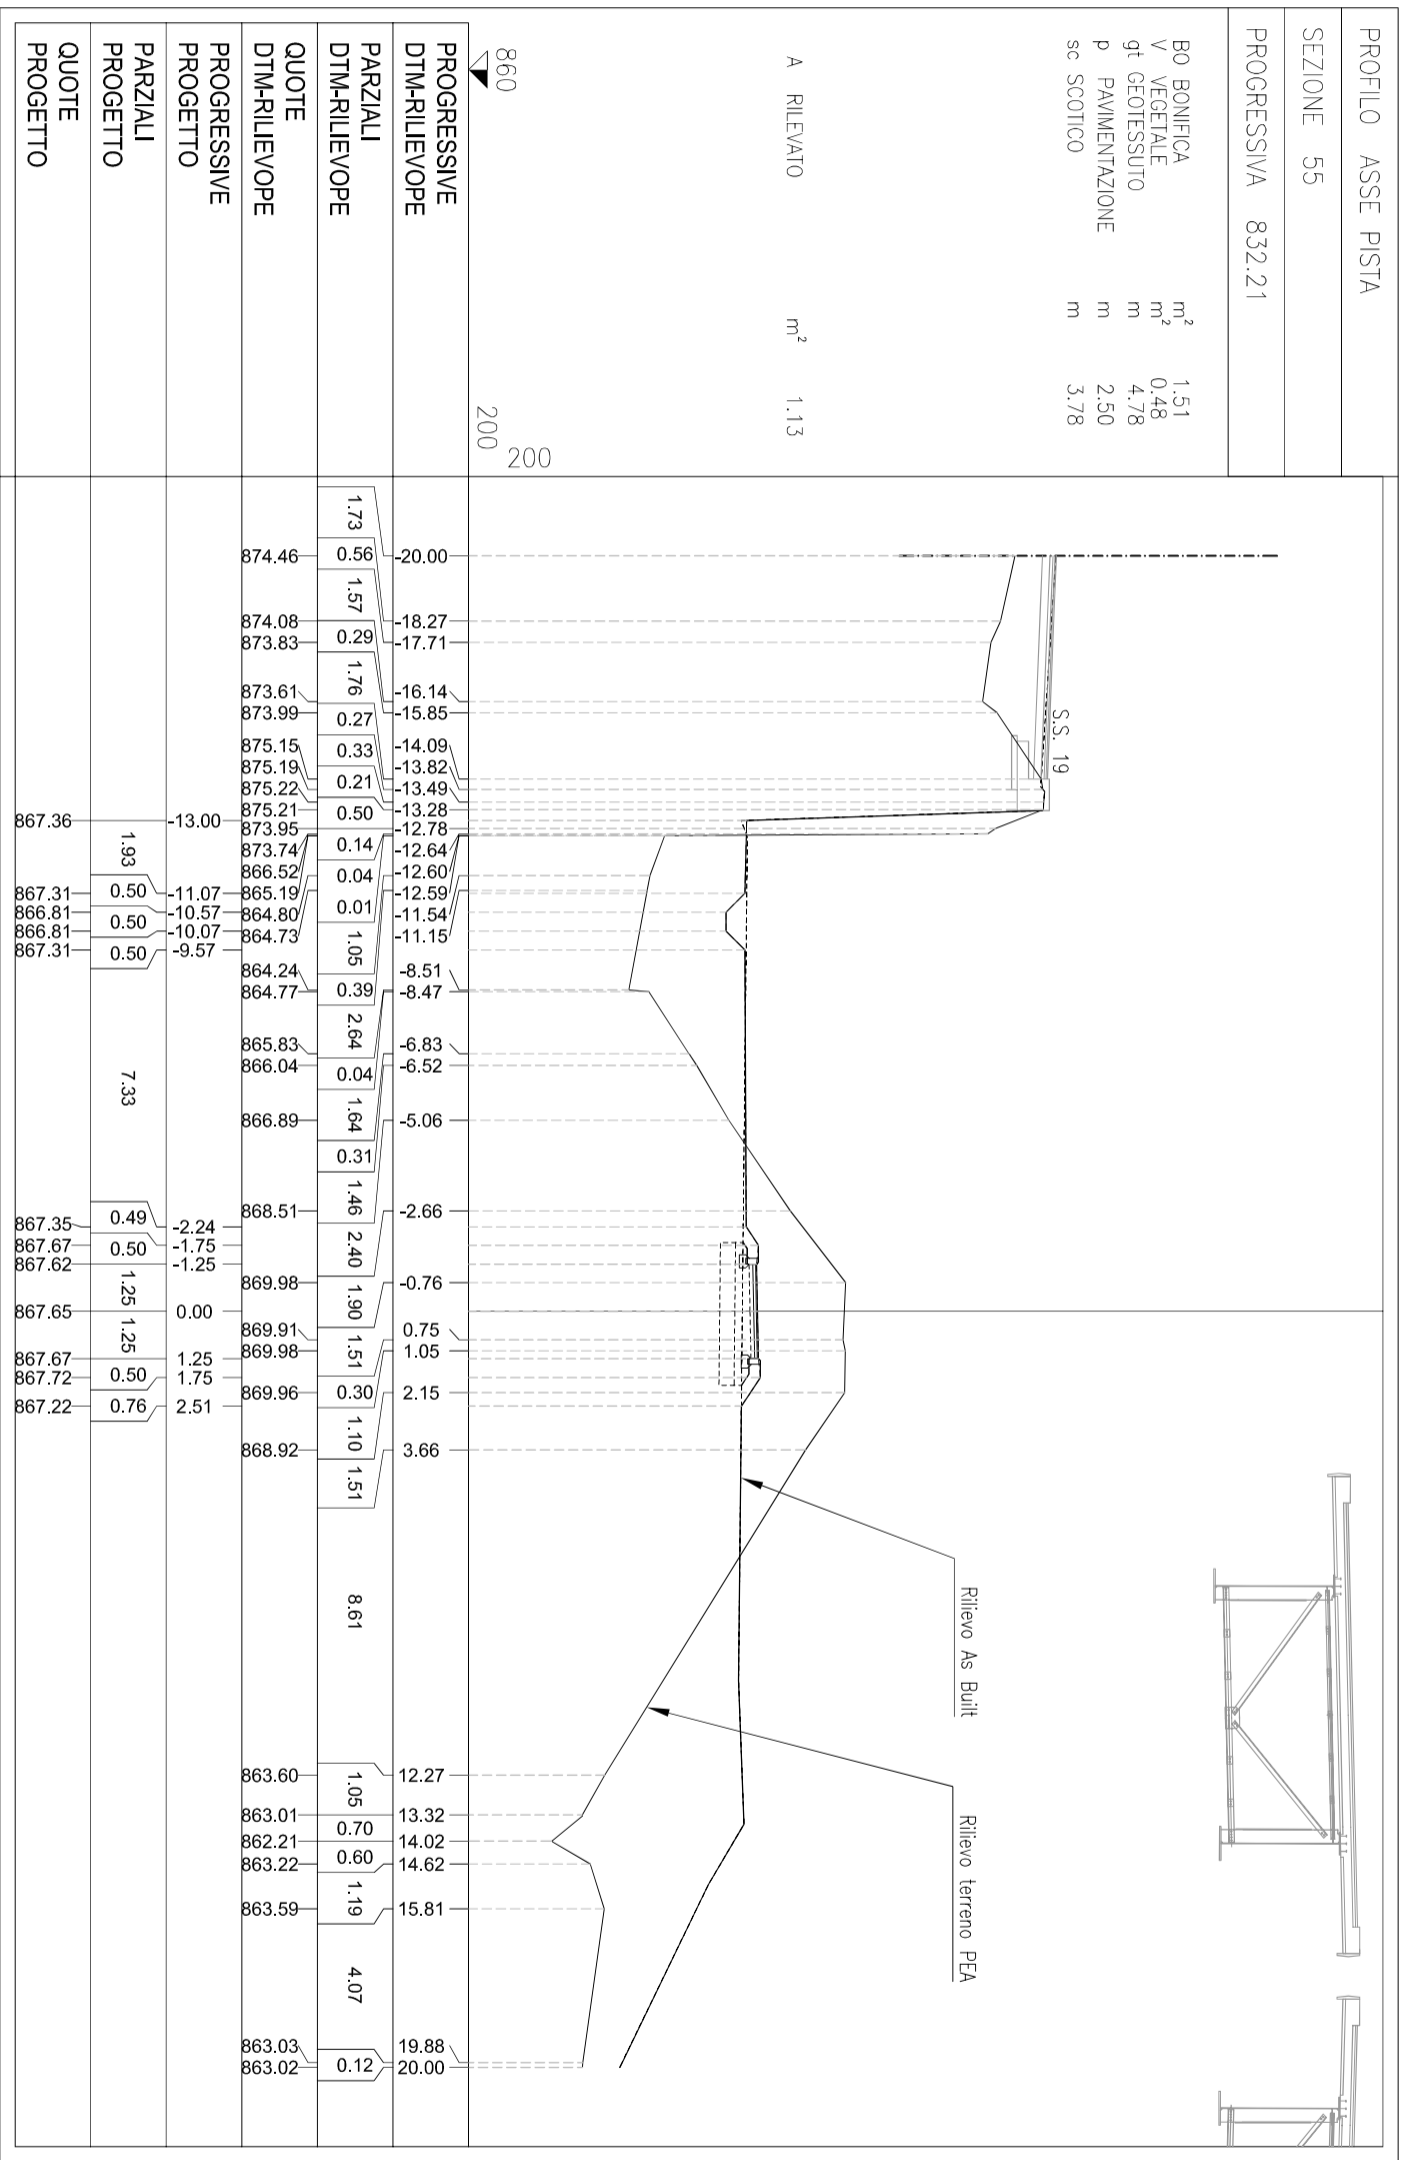 PROFILO ASSE PISTA
SEZIONE 55
PROGRESSIVA 832.21
BO BONIFICA m² 1.51
V VEGETALE m² 0.48
gt GEOTESSUTO m 4.78
p PAVIMENTAZIONE m 2.50
sc SCOTICO m 3.78
A RILEVATO m² 1.13
200
200
860
S.S. 19
Rilievo As Built
Rilievo terreno PEA
PROGRESSIVE
DTM-RILIEVOPE
-20.00 -18.27 -17.71 -16.14 -15.85 -14.09 -13.82 -13.49 -13.28 -12.78 -12.64 -12.60 -12.59 -11.54 -11.15 -8.51 -8.47 -6.83 -6.52 -5.06 -2.66 -0.76 0.75 1.05 2.15 3.66 12.27 13.32 14.02 14.62 15.81 19.88 20.00
PARZIALI
DTM-RILIEVOPE
1.73 0.56 1.57 0.29 1.76 0.27 0.33 0.21 0.50 0.14 0.04 0.01 1.05 0.39 2.64 0.04 1.64 0.31 1.46 2.40 1.90 1.51 0.30 1.10 1.51 8.61 1.05 0.70 0.60 1.19 4.07 0.12
QUOTE
DTM-RILIEVOPE
874.46 874.08 873.83 873.61 873.99 875.15 875.19 875.22 875.21 873.95 873.74 866.52 865.19 864.80 864.73 864.24 864.77 865.83 866.04 866.89 868.51 869.98 869.91 869.98 869.96 868.92 863.60 863.01 862.21 863.22 863.59 863.03 863.02
PROGRESSIVE
PROGETTO
-13.00 -11.07 -10.57 -10.07 -9.57 -2.24 -1.75 -1.25 0.00 1.25 1.75 2.51
PARZIALI
PROGETTO
1.93 0.50 0.50 0.50 7.33 0.49 0.50 1.25 1.25 0.50 0.76
QUOTE
PROGETTO
867.36 867.31 866.81 866.81 867.31 867.35 867.67 867.62 867.65 867.67 867.72 867.22